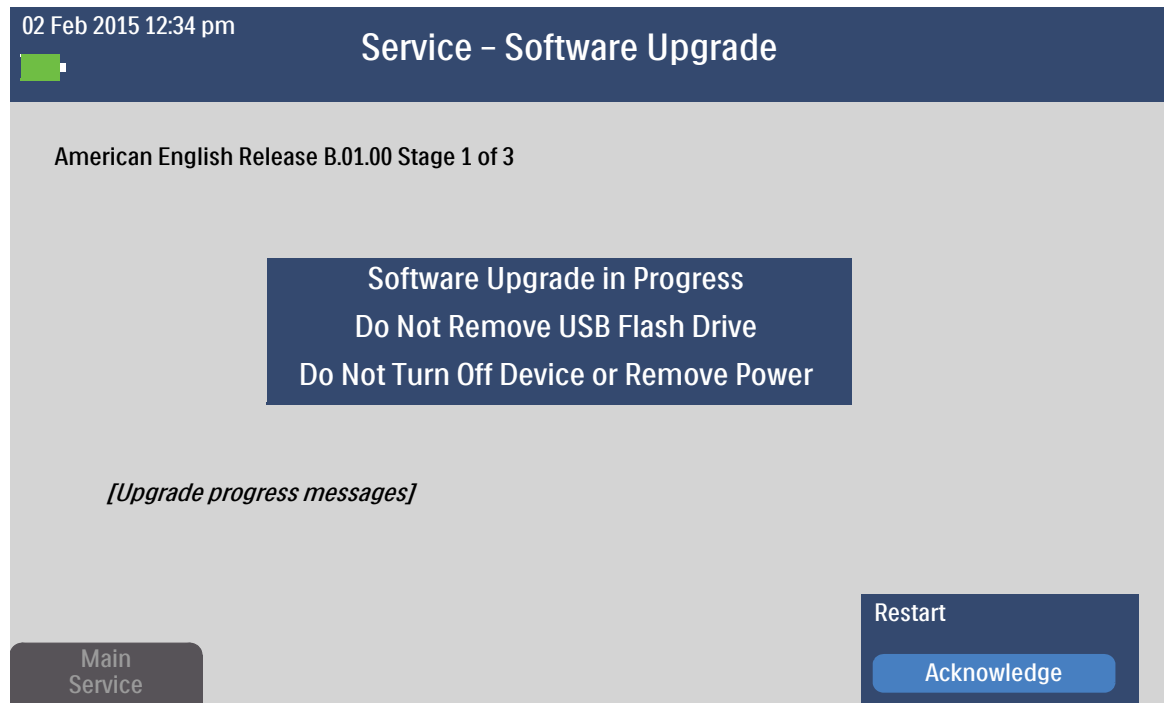 02 Feb 2015 12:34 pm
Service – Software Upgrade
American English Release B.01.00 Stage 1 of 3
Software Upgrade in Progress
Do Not Remove USB Flash Drive
Do Not Turn Off Device or Remove Power
[Upgrade progress messages]
Restart
Acknowledge
Main
Service